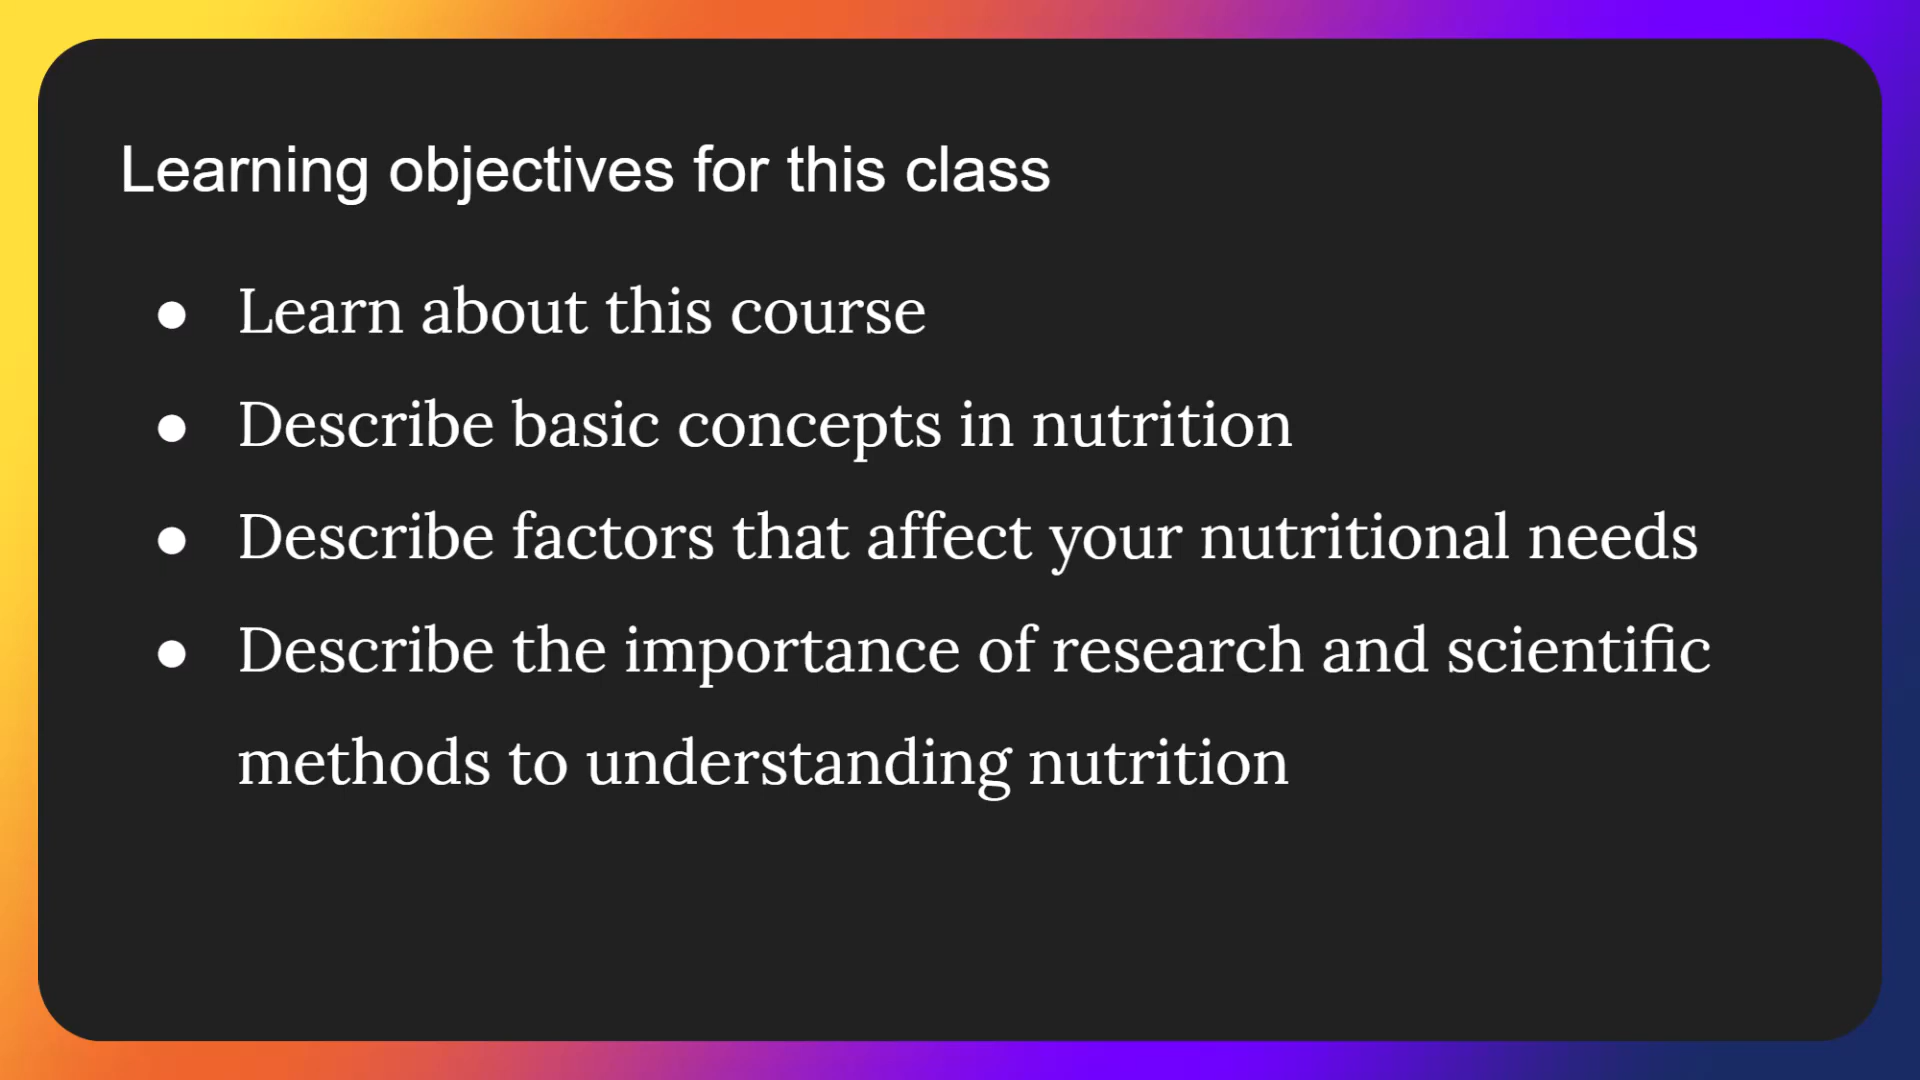 Learning objectives for this class
● Learn about this course
● Describe basic concepts in nutrition
● Describe factors that affect your nutritional needs
● Describe the importance of research and scientific
methods to understanding nutrition